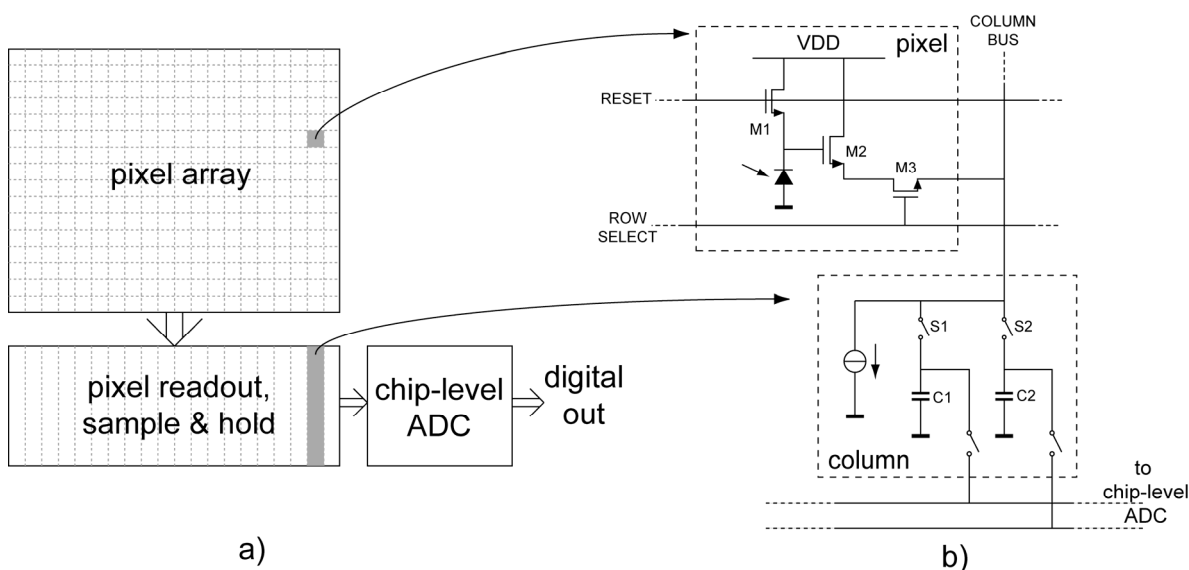 pixel array
pixel readout,
sample & hold
chip-level
ADC
digital
out
a)
COLUMN
BUS
VDD
pixel
RESET
M1
M2
M3
ROW
SELECT
S1
S2
C1
C2
column
to
chip-level
ADC
b)